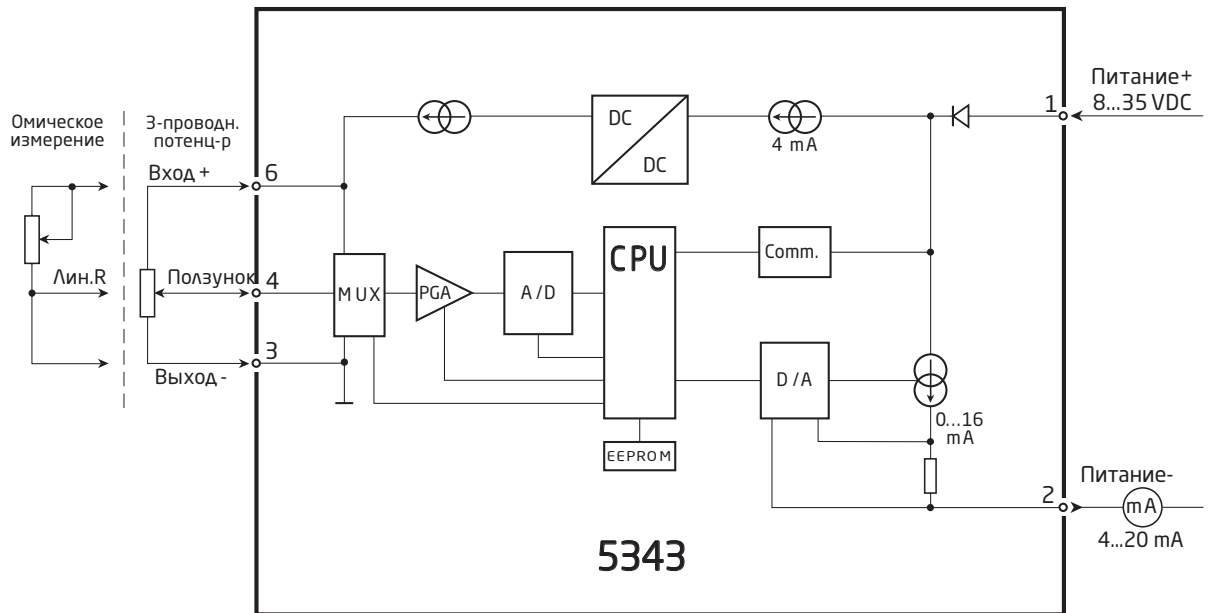 Омическое
измерение
3-проводн.
потенц-р
Вход +
6
Ползунок
4
Лин.R
3
Выход -
MUX
PGA
A/D
CPU
EEPROM
DC
DC
4 mA
Comm.
D/A
0...16
mA
1
Питание+
8...35 VDC
2
Питание-
mA
4...20 mA
5343